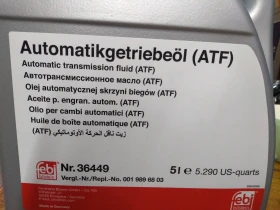 Automatikgetriebeöl (ATF)
Automatic transmission fluid (ATF)
Автотрансмиссионное масло (ATF)
Olej automatycznej skrzyni biegów (ATF)
Aceite p. engran. autom. (ATF)
Olio per cambi automatici (ATF)
Huile de boîte automatique (ATF)
زيت ناقل الحركة الأوتوماتيكي (ATF)
febi
Nr. 36449
Vergl.-Nr./Repl.-No. 001 989 68 03
5 l e 5.290 US-quarts
febi